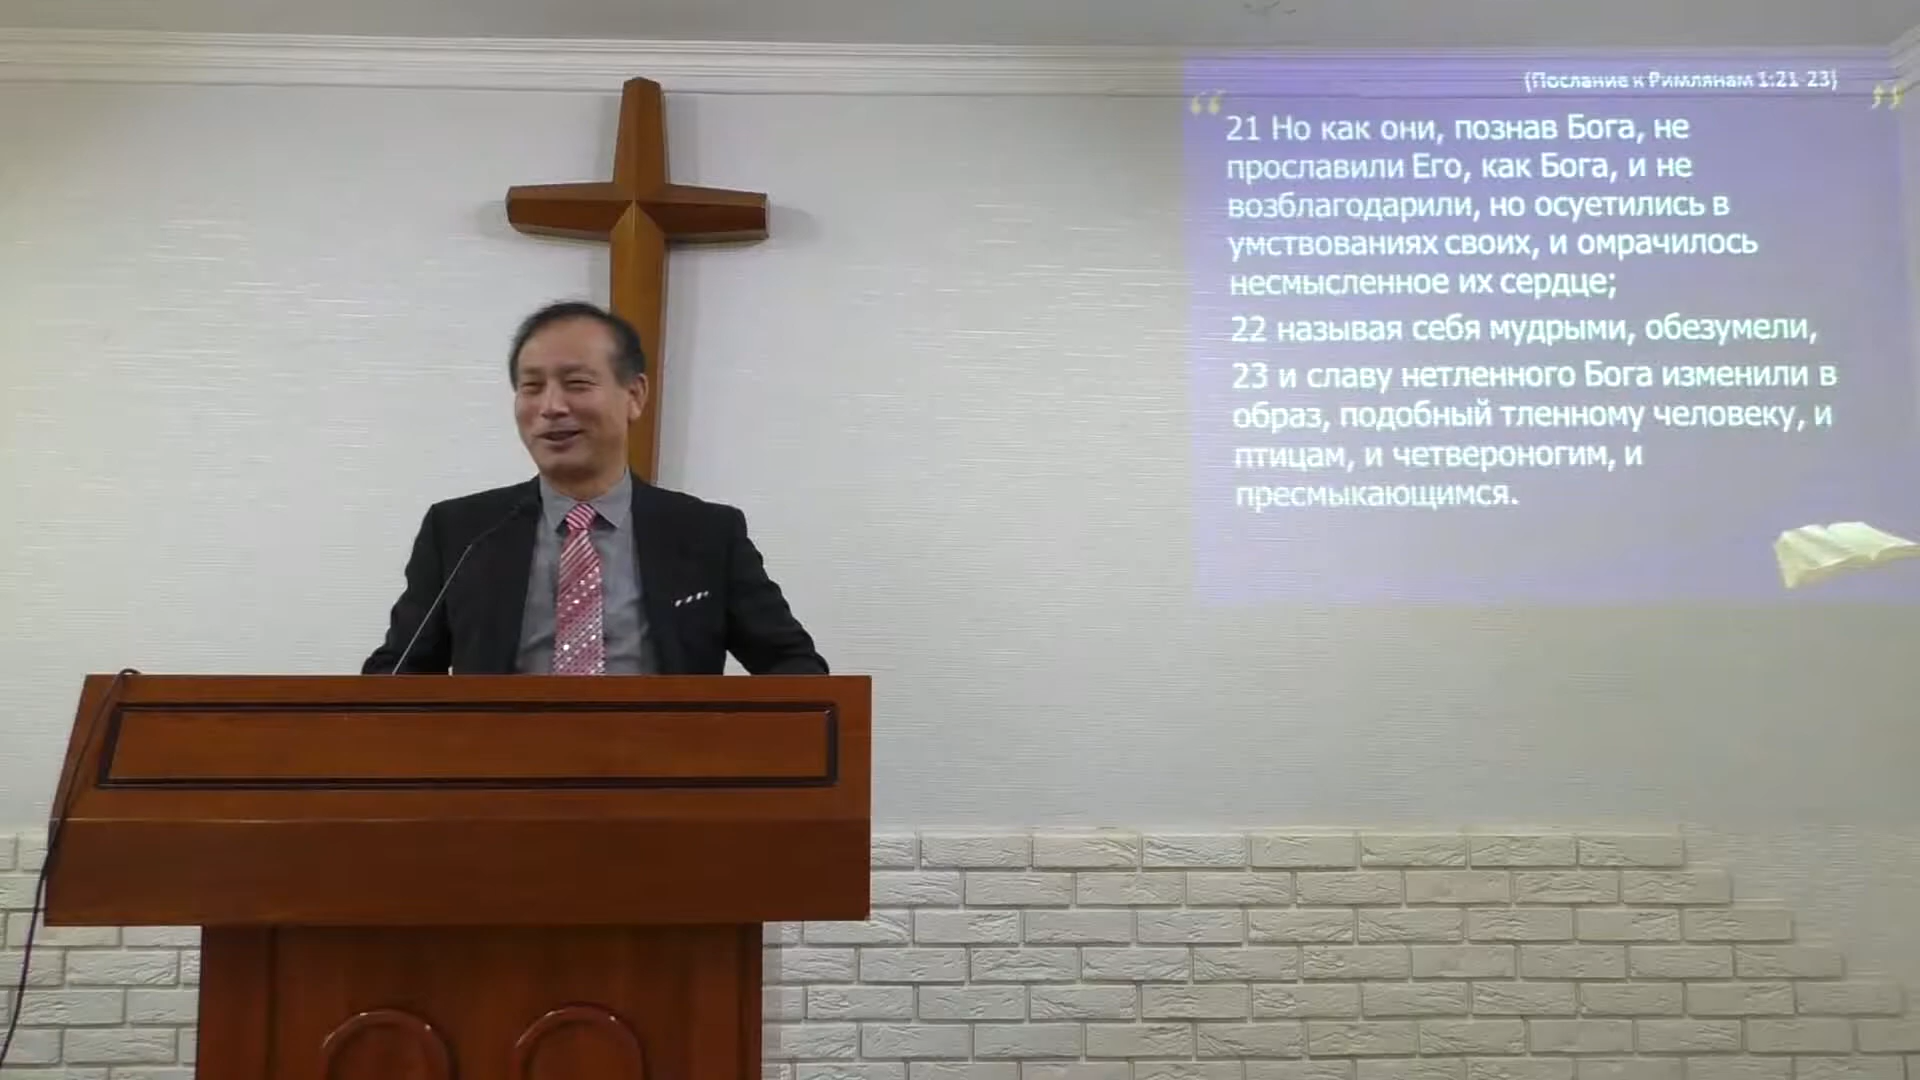 (Послание к Римлянам 1:21-23)
“ ”
21 Но как они, познав Бога, не
прославили Его, как Бога, и не
возблагодарили, но осуетились в
умствованиях своих, и омрачилось
несмысленное их сердце;
22 называя себя мудрыми, обезумели,
23 и славу нетленного Бога изменили в
образ, подобный тленному человеку, и
птицам, и четвероногим, и
пресмыкающимся.